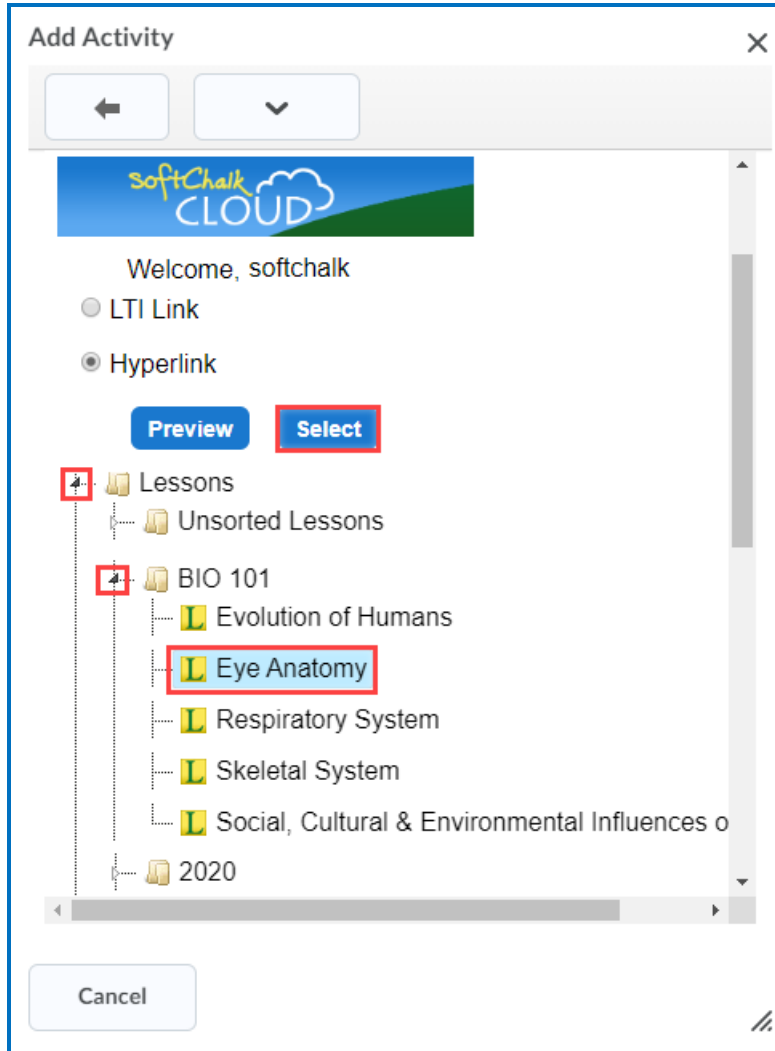 Add Activity
softChalk
CLOUD
Welcome, softchalk
LTI Link
Hyperlink
Preview Select
Lessons
Unsorted Lessons
BIO 101
L Evolution of Humans
L Eye Anatomy
L Respiratory System
L Skeletal System
L Social, Cultural & Environmental Influences o
2020
Cancel